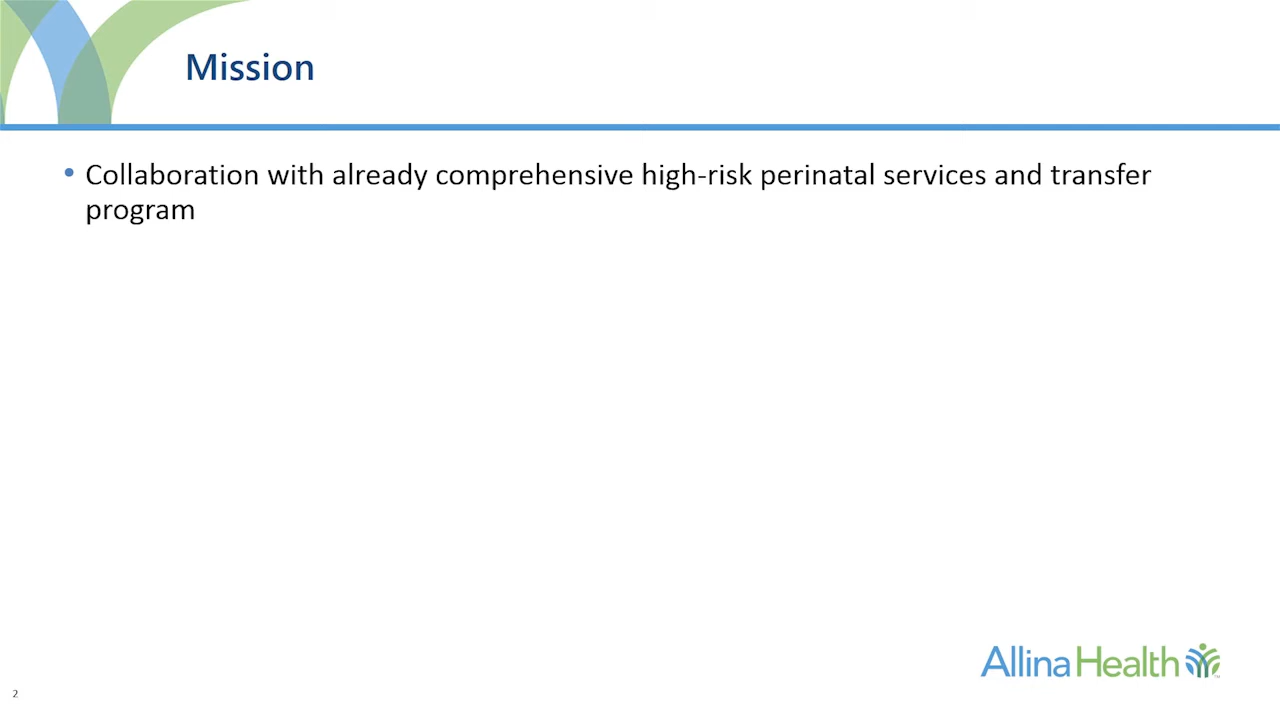 Mission
• Collaboration with already comprehensive high-risk perinatal services and transfer
program
Allina Health
2